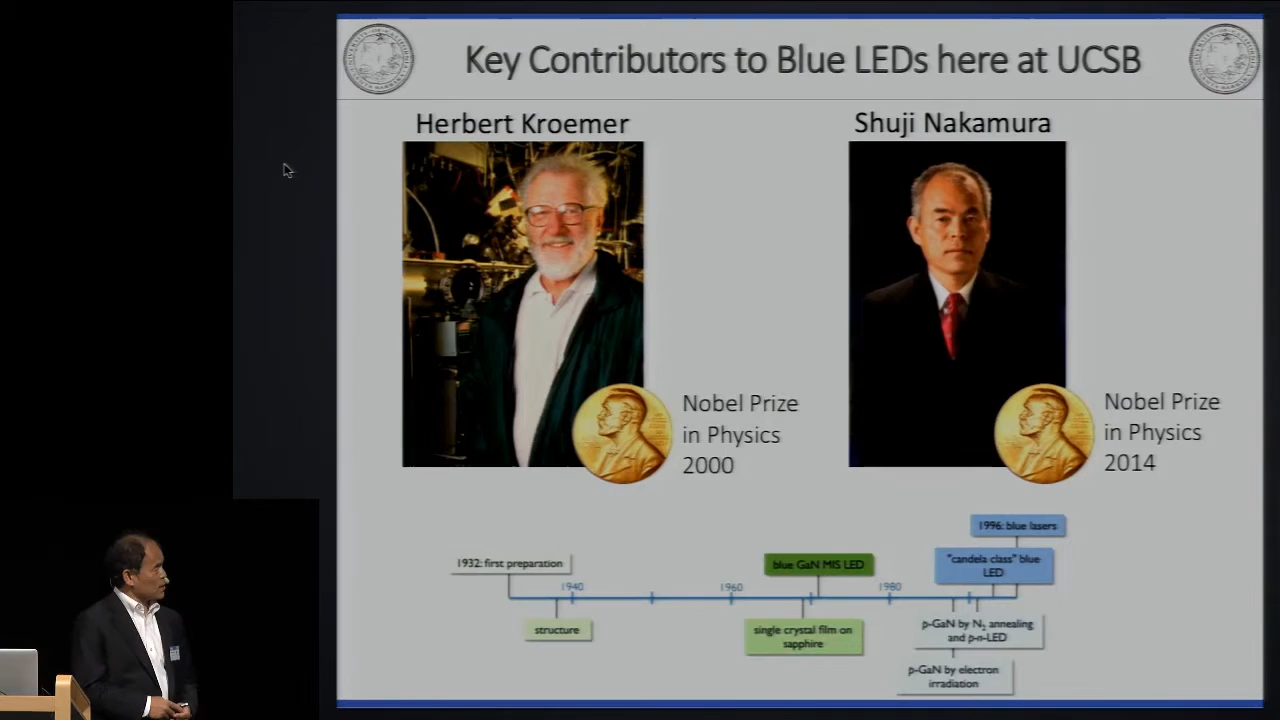 Key Contributors to Blue LEDs here at UCSB
Herbert Kroemer
Shuji Nakamura
Nobel Prize
in Physics
2000
Nobel Prize
in Physics
2014
1996: blue lasers
1932: first preparation
blue GaN MIS LED
"candela class" blue
LED
1940
1960
1980
structure
single crystal film on
sapphire
p-GaN by N2 annealing
and p-n-LED
p-GaN by electron
irradiation